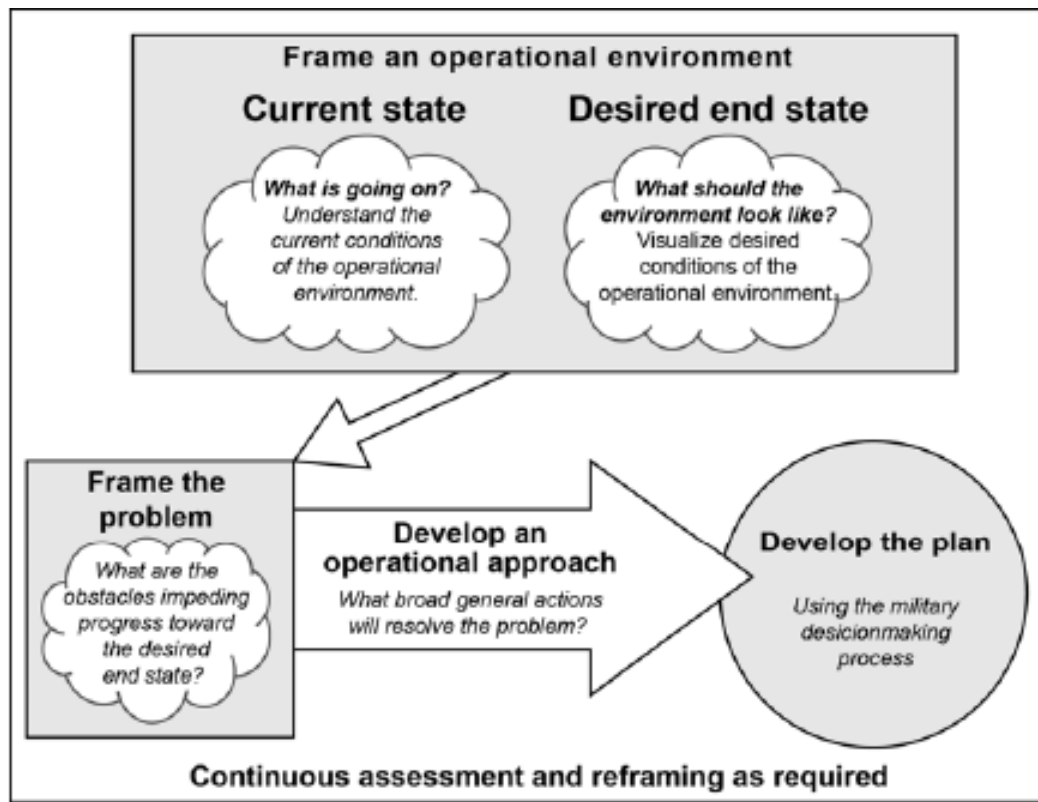 Frame an operational environment
Current state
What is going on?
Understand the
current conditions
of the operational
environment.
Desired end state
What should the
environment look like?
Visualize desired
conditions of the
operational environment
Frame the
problem
What are the
obstacles impeding
progress toward
the desired
end state?
Develop an
operational approach
What broad general actions
will resolve the problem?
Develop the plan
Using the military
desicionmaking
process
Continuous assessment and reframing as required